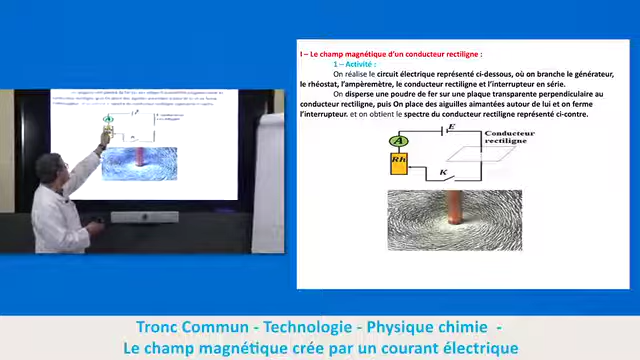 I – Le champ magnétique d’un conducteur rectiligne :
1 – Activité :
On réalise le circuit électrique représenté ci-dessous, où on branche le générateur,
le rhéostat, l’ampèremètre, le conducteur rectiligne et l’interrupteur en série.
On disperse une poudre de fer sur une plaque transparente perpendiculaire au
conducteur rectiligne, puis On place des aiguilles aimantées autour de lui et on ferme
l’interrupteur. et on obtient le spectre du conducteur rectiligne représenté ci-contre.
E
Conducteur
rectiligne
A
Rh
K
Tronc Commun - Technologie - Physique chimie -
Le champ magnétique crée par un courant électrique